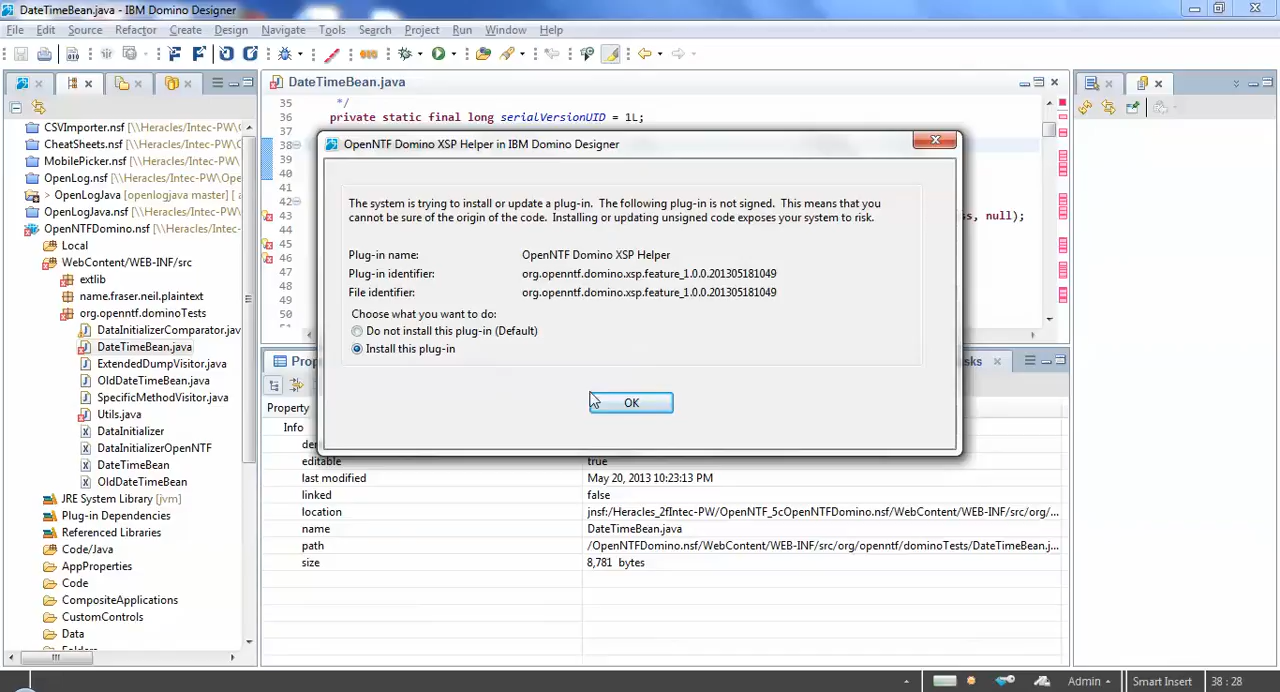 DateTimeBean.java - IBM Domino Designer
File Edit Source Refactor Create Design Navigate Tools Search Project Run Window Help
DateTimeBean.java
35 */
36 private static final long serialVersionUID = 1L;
37
38
39
40
41
42
43 ss, null);
45
46
47
48
49
50
CSVImporter.nsf [\\Heracles/Intec-PW\O
CheatSheets.nsf [\\Heracles/Intec-PW\
MobilePicker.nsf [\\Heracles/Intec-PW\
OpenLog.nsf [\\Heracles/Intec-PW\Ope
> OpenLogJava [openlogjava master] [
OpenLogJava.nsf [\\Heracles/Intec-PW\
OpenNTFDomino.nsf [\\Heracles/Intec-
Local
WebContent/WEB-INF/src
extlib
name.fraser.neil.plaintext
org.openntf.dominoTests
DataInitializerComparator.jav
DateTimeBean.java
ExtendedDumpVisitor.java
OldDateTimeBean.java
SpecificMethodVisitor.java
Utils.java
DataInitializer
DataInitializerOpenNTF
DateTimeBean
OldDateTimeBean
JRE System Library [jvm]
Plug-in Dependencies
Referenced Libraries
Code/Java
AppProperties
Code
CompositeApplications
CustomControls
Data
OpenNTF Domino XSP Helper in IBM Domino Designer
The system is trying to install or update a plug-in. The following plug-in is not signed. This means that you
cannot be sure of the origin of the code. Installing or updating unsigned code exposes your system to risk.
Plug-in name: OpenNTF Domino XSP Helper
Plug-in identifier: org.openntf.domino.xsp.feature_1.0.0.201305181049
File identifier: org.openntf.domino.xsp.feature_1.0.0.201305181049
Choose what you want to do:
Do not install this plug-in (Default)
Install this plug-in
OK
Prop
sks
Property
Info
de
editable true
last modified May 20, 2013 10:23:13 PM
linked false
location jnsf:/Heracles_2fIntec-PW/OpenNTF_5cOpenNTFDomino.nsf/WebContent/WEB-INF/src/org/...
name DateTimeBean.java
path /OpenNTFDomino.nsf/WebContent/WEB-INF/src/org/openntf/dominoTests/DateTimeBean.j...
size 8,781 bytes
Admin Smart Insert 38 : 28